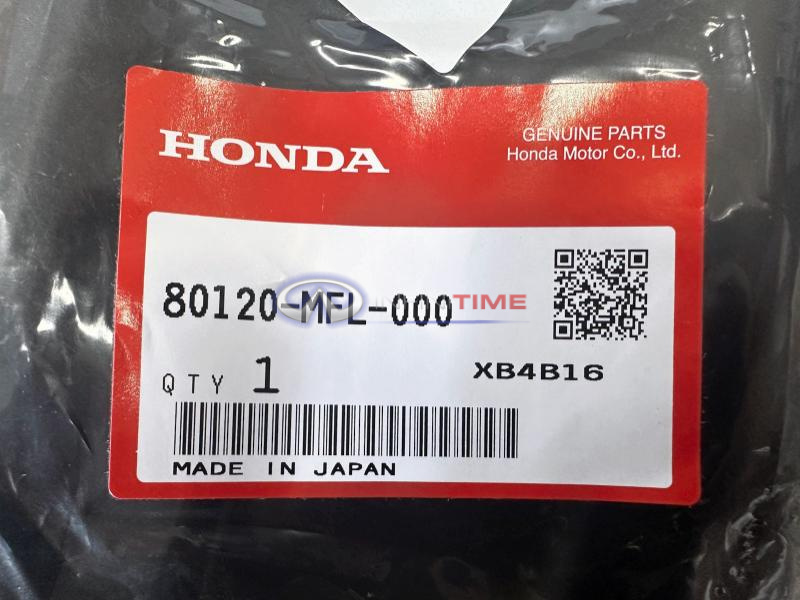 HONDA
GENUINE PARTS
Honda Motor Co., Ltd.
80120-MFL-000
TIME
QTY 1
XB4B16
MADE IN JAPAN